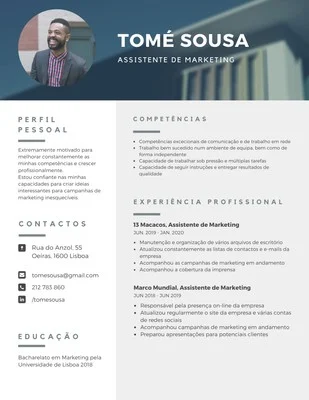 TOMÉ SOUSA
ASSISTENTE DE MARKETING
PERFIL
PESSOAL
Extremamente motivado para
melhorar constantemente as
minhas competências e crescer
profissionalmente.
Estou confiante nas minhas
capacidades para criar ideias
interessantes para campanhas de
marketing inesquecíveis.
CONTACTOS
Rua do Anzol, 55
Oeiras, 1600 Lisboa
tomesousa@gmail.com
212 783 860
/tomesousa
EDUCAÇÃO
Bacharelato em Marketing pela
Universidade de Lisboa 2018
COMPETÊNCIAS
Competências excecionais de comunicação e de trabalho em rede
Trabalho bem sucedido num ambiente de equipa, bem como de
forma independente
Capacidade de trabalhar sob pressão e múltiplas tarefas
Capacidade de seguir instruções e entregar resultados de
qualidade
EXPERIÊNCIA PROFISSIONAL
13 Macacos, Assistente de Marketing
JUN. 2019 - JAN. 2020
Manutenção e organização de vários arquivos de escritório
Atualizou constantemente as listas de contactos e e-mails da
empresa
Acompanhou as campanhas de marketing em andamento
Acompanhou a cobertura da imprensa
Marco Mundial, Assistente de Marketing
JUN 2018 - JUN 2019
Responsável pela presença on-line da empresa
Atualizou regularmente o site da empresa e várias contas
de redes sociais
Acompanhou campanhas de marketing em andamento
Preparou apresentações para potenciais clientes